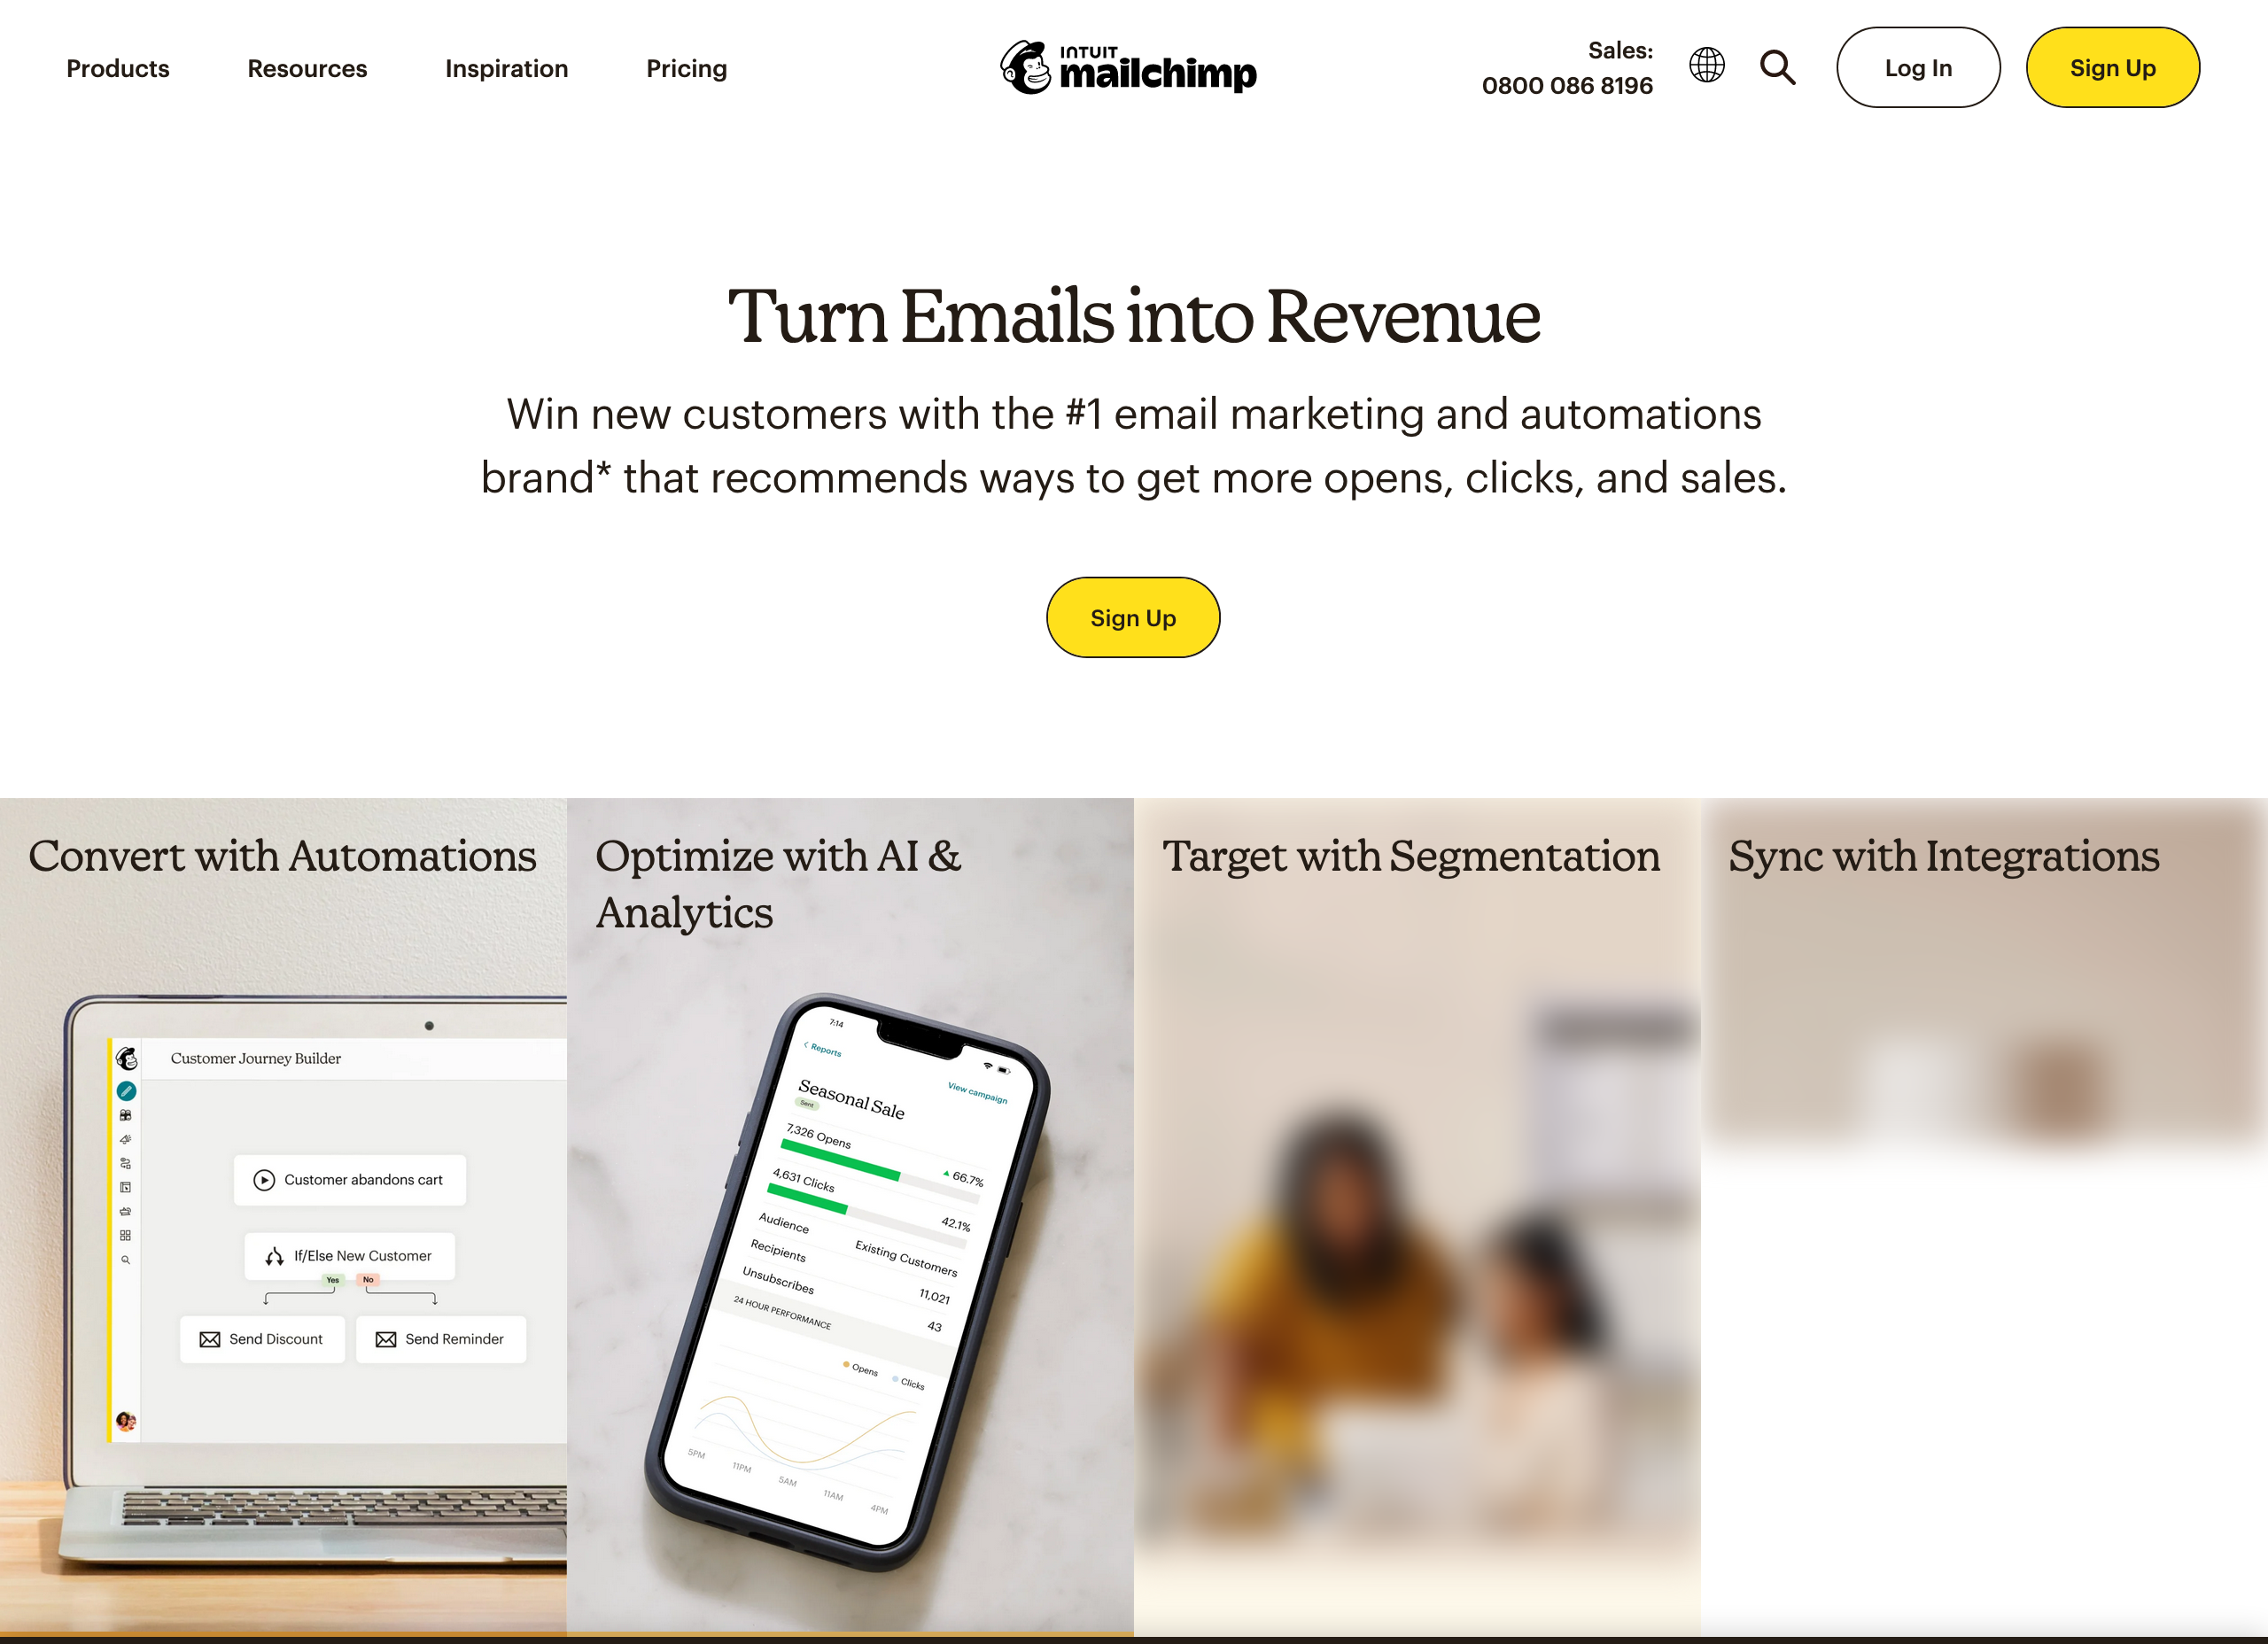 Products
Resources
Inspiration
Pricing
INTUIT
mailchimp
Sales:
0800 086 8196
Log In
Sign Up
Turn Emails into Revenue
Win new customers with the #1 email marketing and automations
brand* that recommends ways to get more opens, clicks, and sales.
Sign Up
Convert with Automations
Customer Journey Builder
Customer abandons cart
If/Else New Customer
Yes
No
Send Discount
Send Reminder
Optimize with AI &
Analytics
7:14
Reports
View campaign
Seasonal Sale
Sent
7,326 Opens
66.7%
4,631 Clicks
42.1%
Audience
Existing Customers
Recipients
11,021
Unsubscribes
43
24 HOUR PERFORMANCE
Opens
Clicks
5PM
11PM
5AM
11AM
4PM
Target with Segmentation
Sync with Integrations